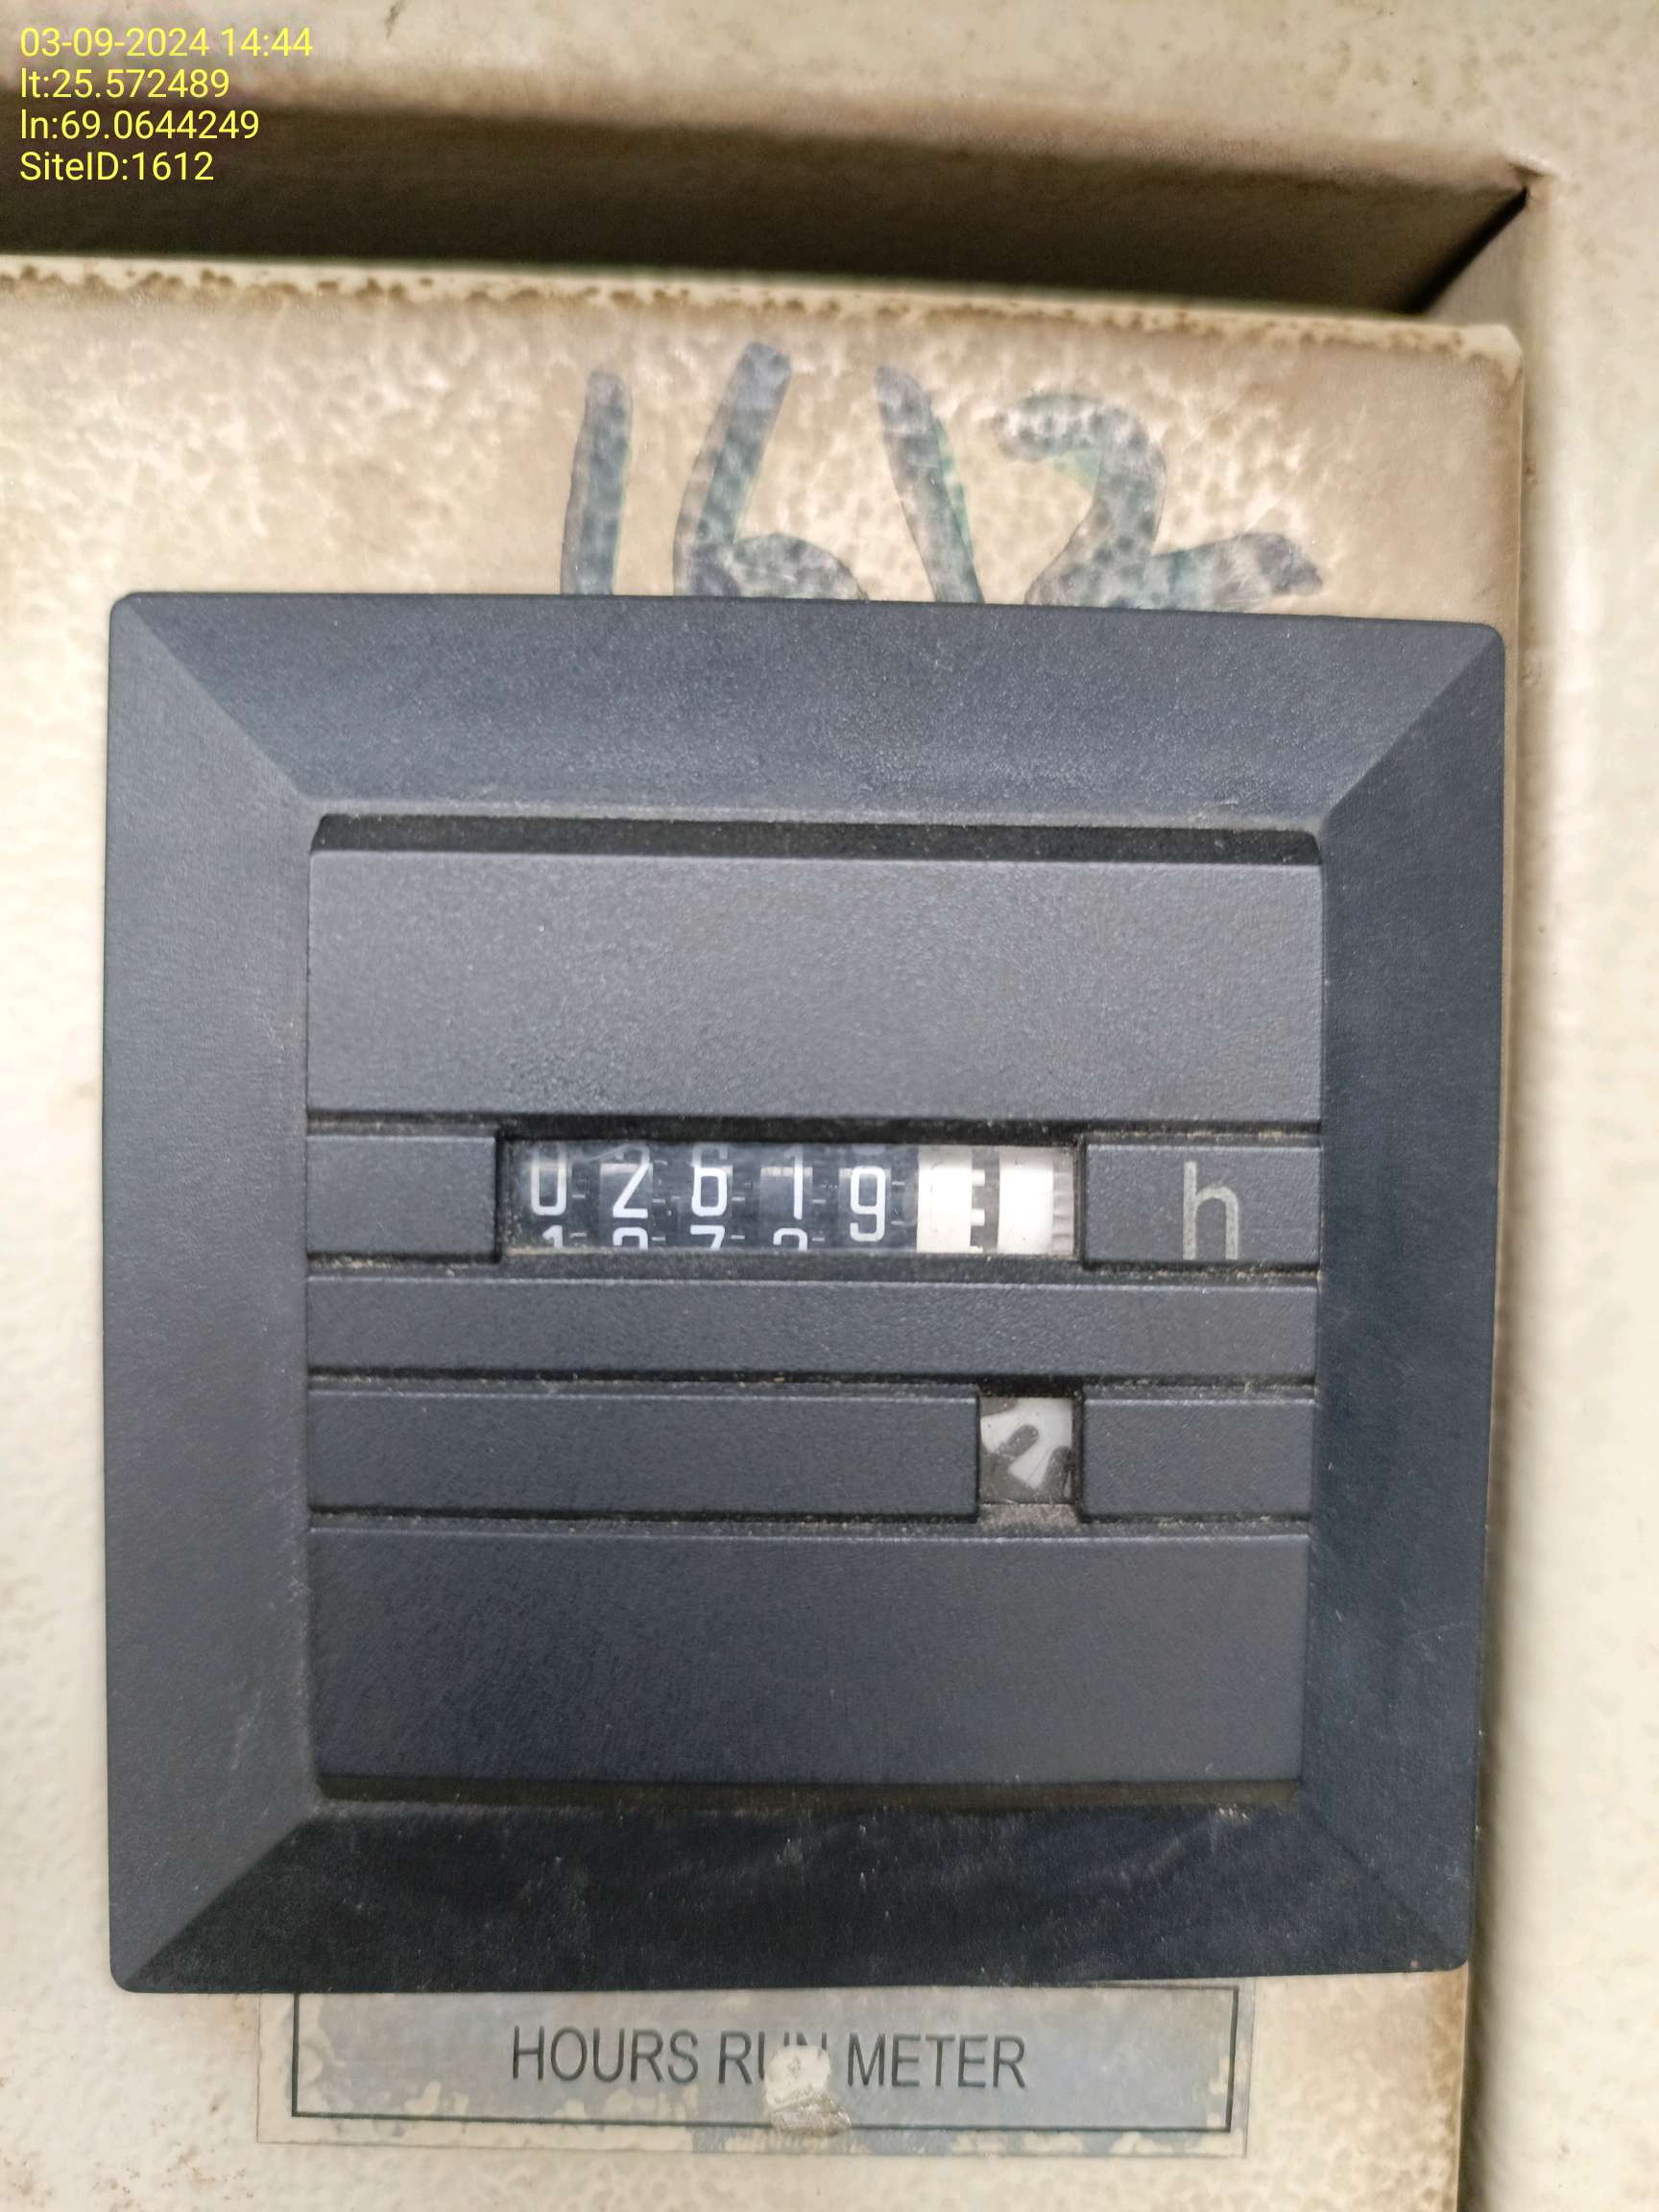 03-09-2024 14:44
lt:25.572489
ln:69.0644249
SiteID:1612
1612
02619
h
HOURS RUN METER